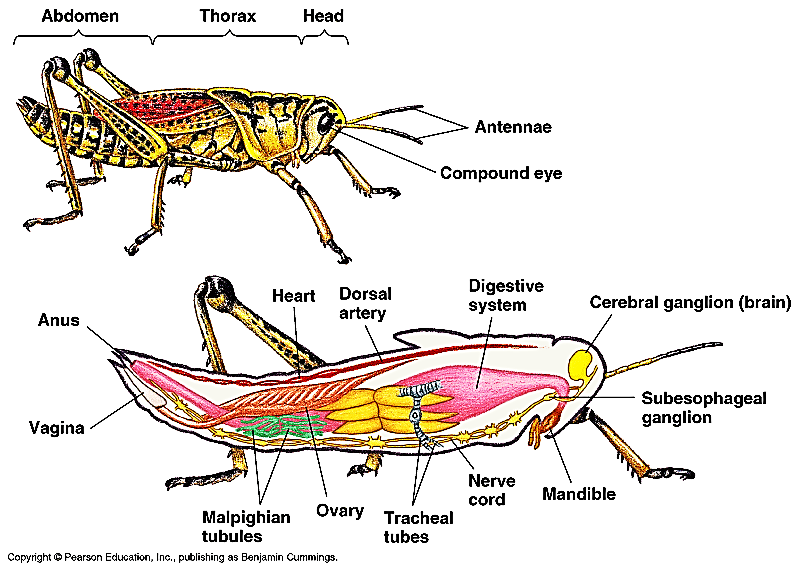 Abdomen Thorax Head
Antennae
Compound eye
Digestive
system
Heart
Dorsal
artery
Cerebral ganglion (brain)
Anus
Subesophageal
ganglion
Vagina
Nerve
cord
Mandible
Malpighian
tubules
Ovary
Tracheal
tubes
Copyright © Pearson Education, Inc., publishing as Benjamin Cummings.